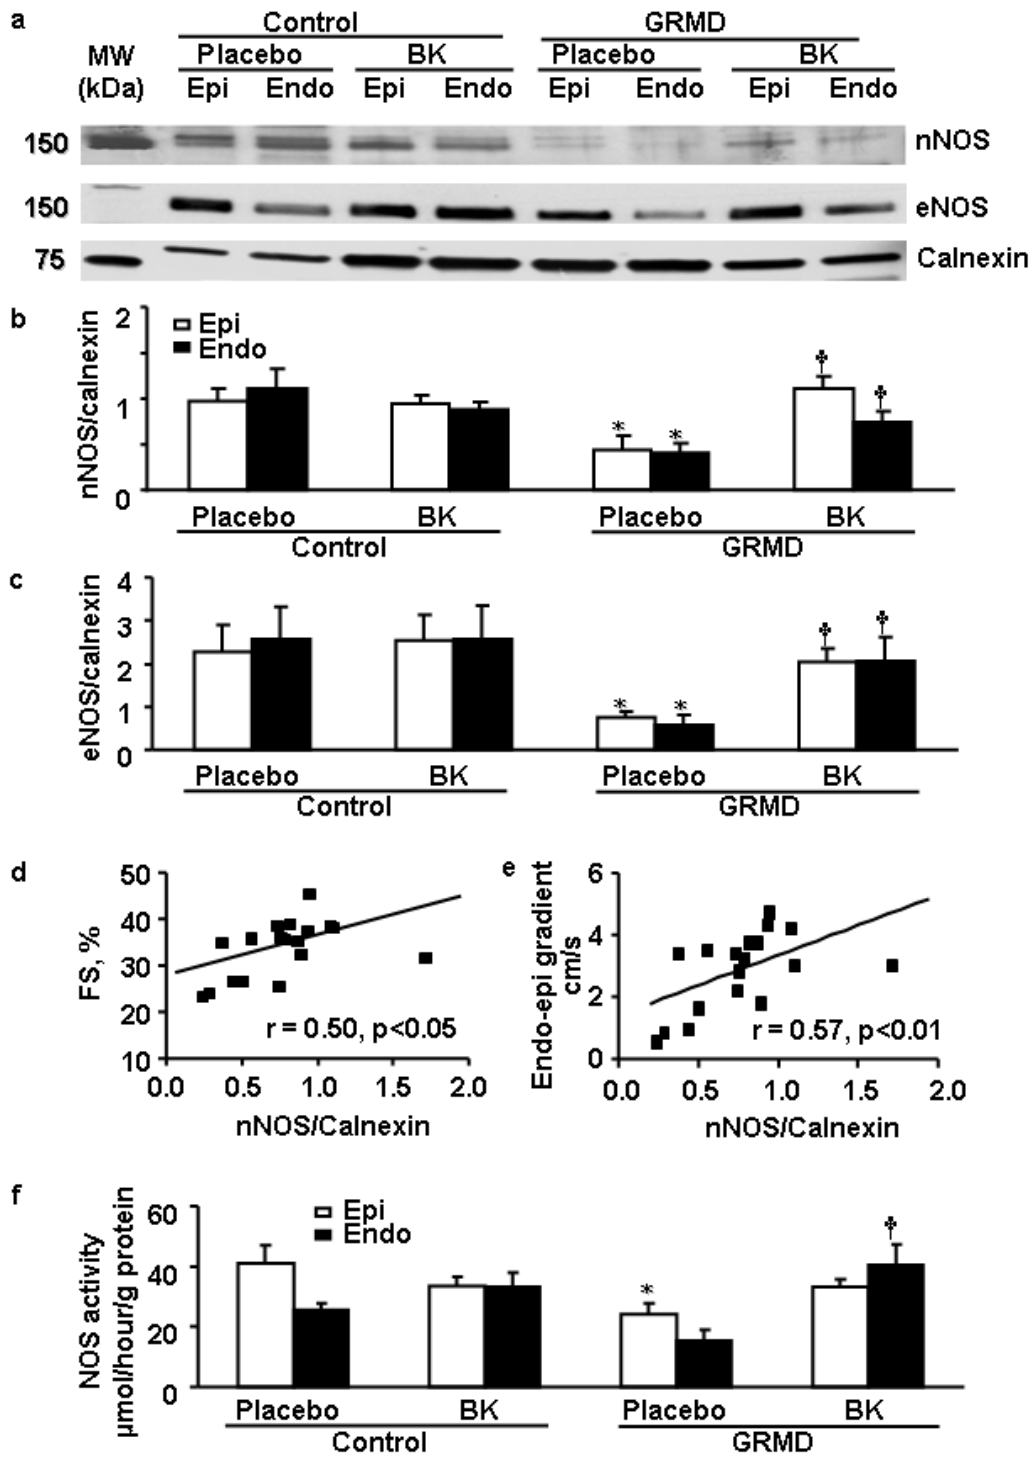 a
Control GRMD
MW Placebo BK Placebo BK
(kDa) Epi Endo Epi Endo Epi Endo Epi Endo
150 nNOS
150 eNOS
75 Calnexin
b
nNOS/calnexin
2
1
0
Epi
Endo
* * ‡ ‡
Placebo BK Placebo BK
Control GRMD
c
eNOS/calnexin
4
3
2
1
0
* * ‡ ‡
Placebo BK Placebo BK
Control GRMD
d
FS, %
50
40
30
20
10
r = 0.50, p<0.05
0.0 0.5 1.0 1.5 2.0
nNOS/Calnexin
e
Endo-epi gradient
cm/s
6
4
2
0
r = 0.57, p<0.01
0.0 0.5 1.0 1.5 2.0
nNOS/Calnexin
f
NOS activity
µmol/hour/g protein
60
40
20
0
Epi
Endo
* ‡
Placebo BK Placebo BK
Control GRMD